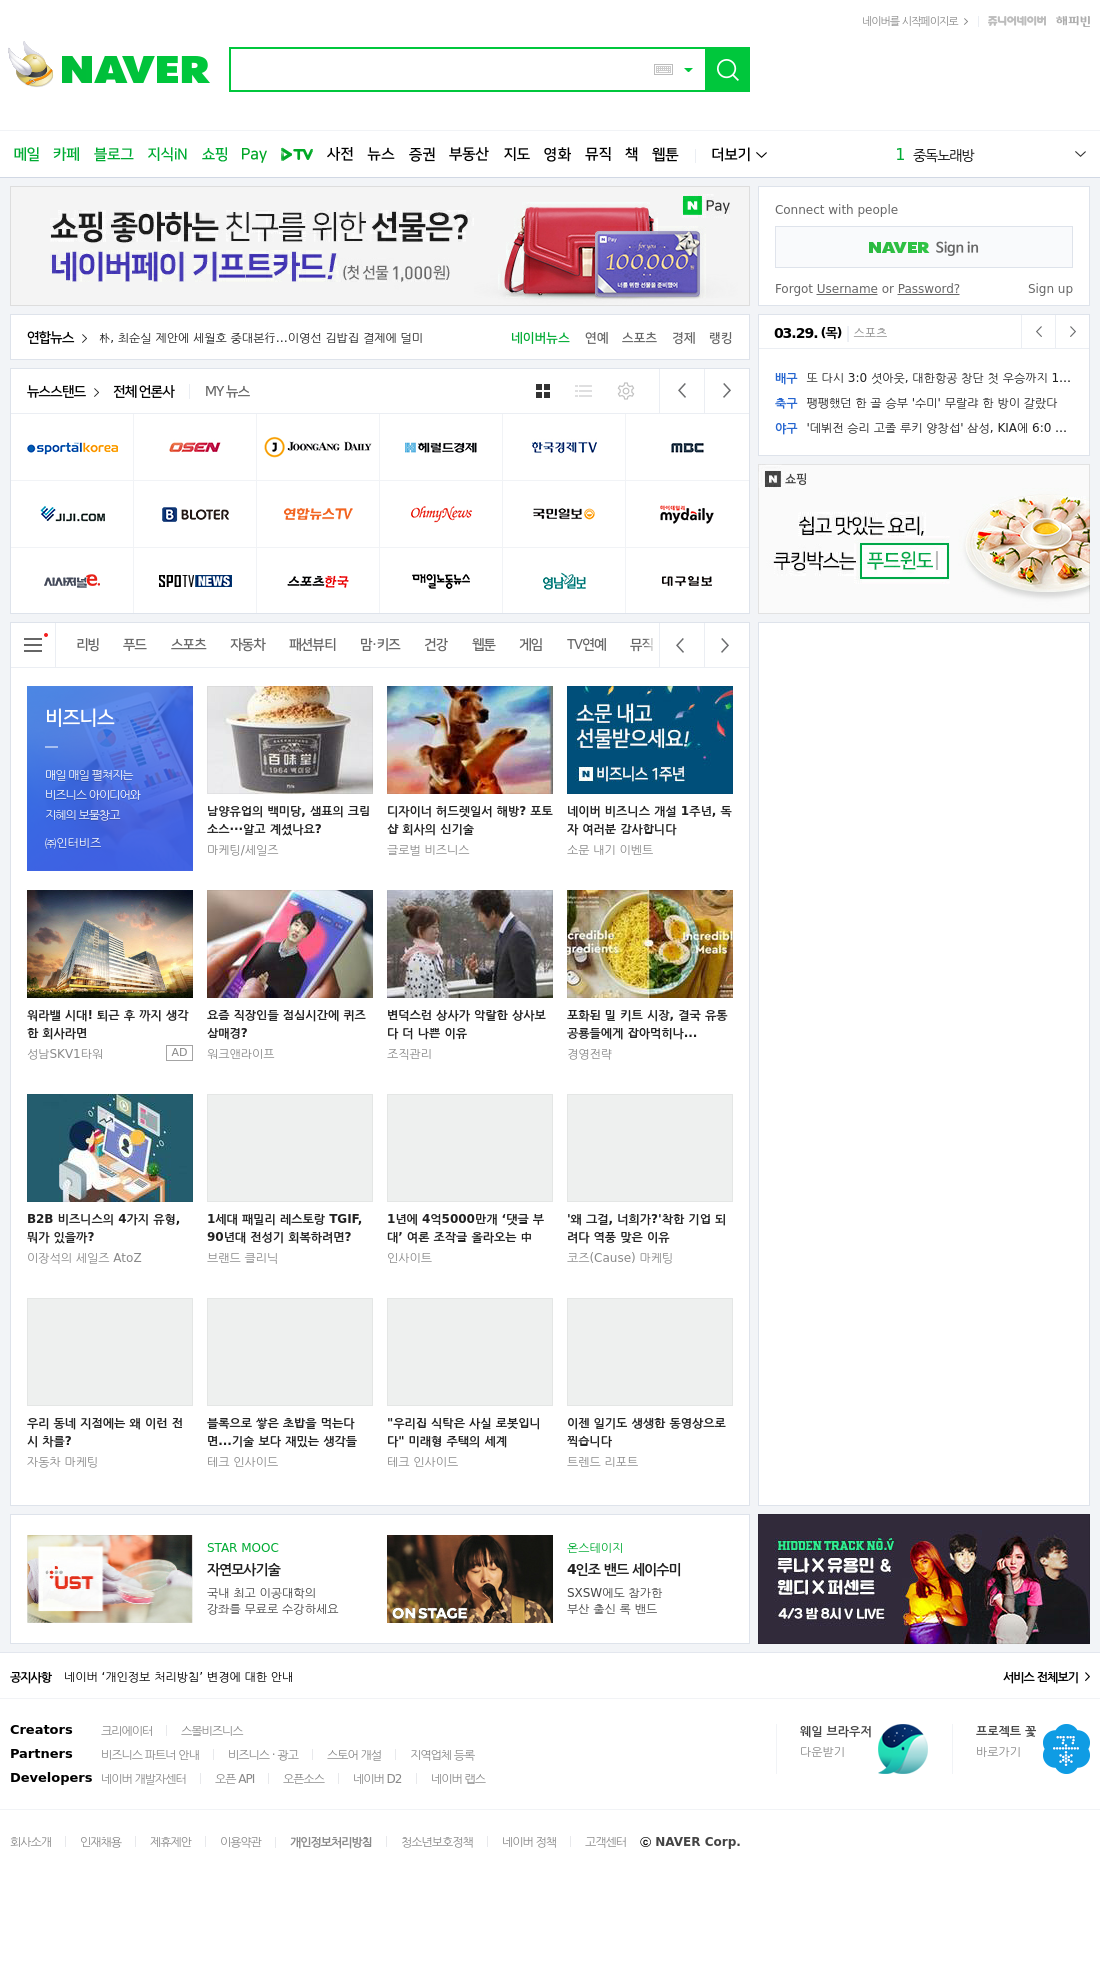 네이버를 시작페이지로
쥬니어네이버 해피빈
NAVER
메일 카페 블로그 지식iN 쇼핑 Pay TV 사전 뉴스 증권 부동산 지도 영화 뮤직 책 웹툰 더보기
1 중독노래방
쇼핑 좋아하는 친구를 위한 선물은?
네이버페이 기프트카드! (첫 선물 1,000원)
N Pay
N Pay
for you
100,000
너를 위한 선물을 준비했어
Connect with people
NAVER Sign in
Forgot Username or Password? Sign up
연합뉴스 朴, 최순실 제안에 세월호 중대본行...이영선 김밥집 결제에 덜미
네이버뉴스 연예 스포츠 경제 랭킹
03.29. (목) 스포츠
배구 또 다시 3:0 셧아웃, 대한항공 창단 첫 우승까지 1...
축구 팽팽했던 한 골 승부 '수미' 무랄랴 한 방이 갈랐다
야구 '데뷔전 승리 고졸 루키 양창섭' 삼성, KIA에 6:0 ...
뉴스스탠드 전체 언론사 MY 뉴스
sportalkorea OSEN JOONGANG DAILY 헤럴드경제 한국경제TV MBC
JIJI.COM BLOTER 연합뉴스TV OhmyNews 국민일보 마이데일리 mydaily
시사저널e. SPOTV NEWS 스포츠한국 매일노동뉴스 영남일보 대구일보
N 쇼핑
쉽고 맛있는 요리,
쿠킹박스는 푸드윈도
리빙 푸드 스포츠 자동차 패션뷰티 맘·키즈 건강 웹툰 게임 TV연예 뮤직
비즈니스
매일 매일 펼쳐지는
비즈니스 아이디어와
지혜의 보물창고
㈜인터비즈
百味堂
1964 백미당
남양유업의 백미당, 샘표의 크림
소스···알고 계셨나요?
마케팅/세일즈
디자이너 허드렛일서 해방? 포토
샵 회사의 신기술
글로벌 비즈니스
소문 내고
선물받으세요!
N 비즈니스 1주년
네이버 비즈니스 개설 1주년, 독
자 여러분 감사합니다
소문 내기 이벤트
워라밸 시대! 퇴근 후 까지 생각
한 회사라면
성남SKV1타워 AD
요즘 직장인들 점심시간에 퀴즈
삼매경?
워크앤라이프
변덕스런 상사가 악랄한 상사보
다 더 나쁜 이유
조직관리
credible
gredients
Incredibl
Meals
포화된 밀 키트 시장, 결국 유통
공룡들에게 잡아먹히나...
경영전략
B2B 비즈니스의 4가지 유형,
뭐가 있을까?
이장석의 세일즈 AtoZ
1세대 패밀리 레스토랑 TGIF,
90년대 전성기 회복하려면?
브랜드 클리닉
1년에 4억5000만개 ‘댓글 부
대’ 여론 조작글 올라오는 中
인사이트
'왜 그걸, 너희가?'착한 기업 되
려다 역풍 맞은 이유
코즈(Cause) 마케팅
우리 동네 지점에는 왜 이런 전
시 차를?
자동차 마케팅
블록으로 쌓은 초밥을 먹는다
면...기술 보다 재밌는 생각들
테크 인사이드
"우리집 식탁은 사실 로봇입니
다" 미래형 주택의 세계
테크 인사이드
이젠 일기도 생생한 동영상으로
찍습니다
트렌드 리포트
UST
STAR MOOC
자연모사기술
국내 최고 이공대학의
강좌를 무료로 수강하세요
ON STAGE
온스테이지
4인조 밴드 세이수미
SXSW에도 참가한
부산 출신 록 밴드
HIDDEN TRACK NO.V
루나 X 유용민 &
웬디 X 퍼센트
4/3 밤 8시 V LIVE
공지사항 네이버 ‘개인정보 처리방침’ 변경에 대한 안내
서비스 전체보기
Creators 크리에이터 스몰비즈니스
Partners 비즈니스 파트너 안내 비즈니스 · 광고 스토어 개설 지역업체 등록
Developers 네이버 개발자센터 오픈 API 오픈소스 네이버 D2 네이버 랩스
웨일 브라우저
다운받기
프로젝트 꽃
바로가기
회사소개 인재채용 제휴제안 이용약관 개인정보처리방침 청소년보호정책 네이버 정책 고객센터 ⓒ NAVER Corp.